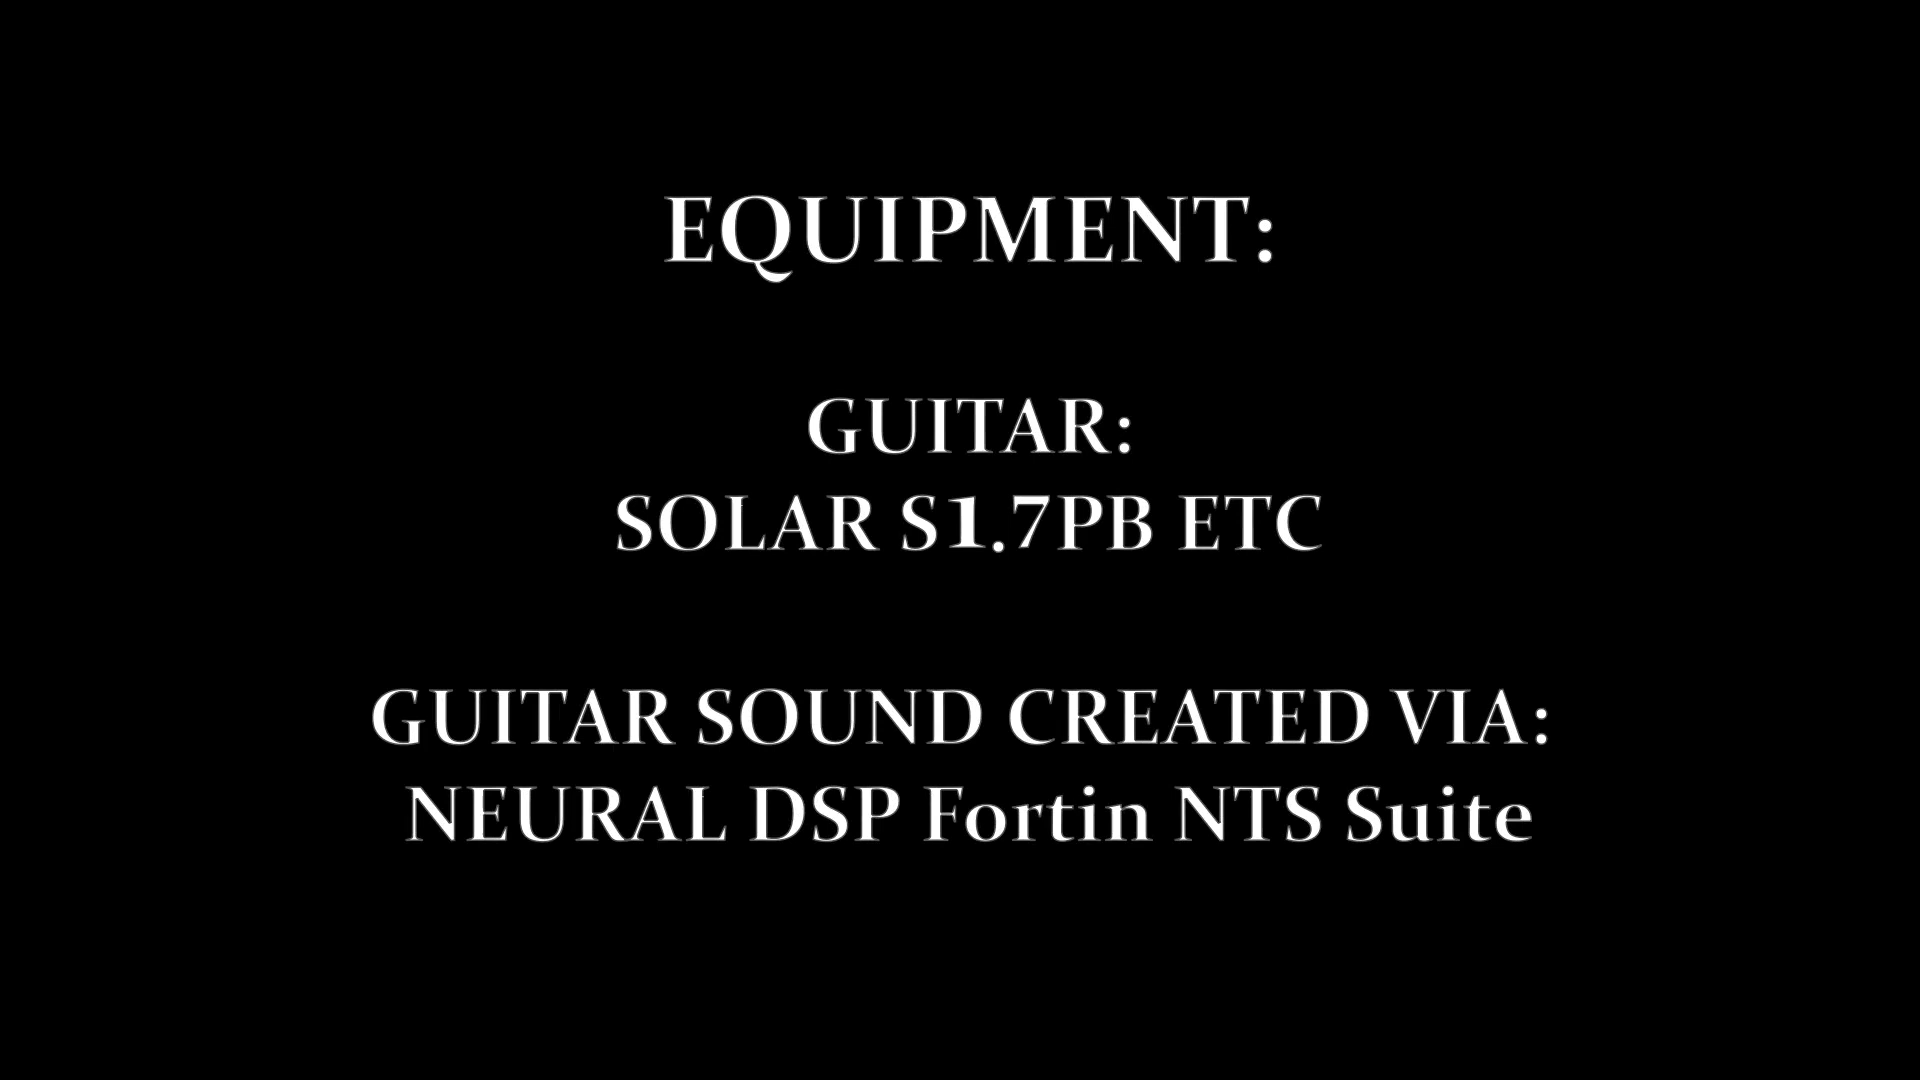 EQUIPMENT:
GUITAR:
SOLAR S1.7PB ETC
GUITAR SOUND CREATED VIA:
NEURAL DSP Fortin NTS Suite